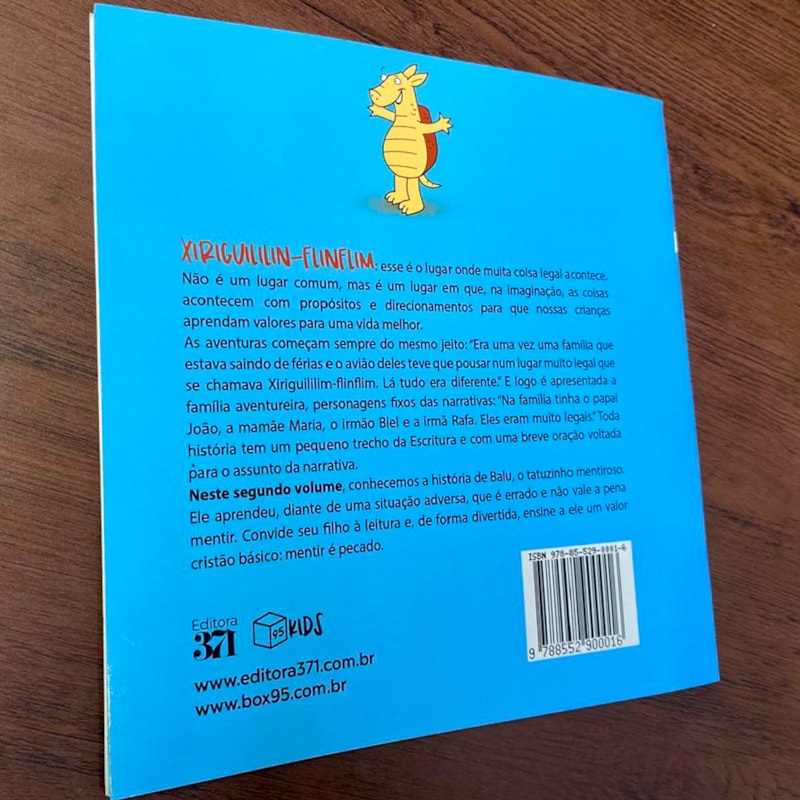 XIRIGUILILIN-FLINFLIM: esse é o lugar onde muita coisa legal acontece.
Não é um lugar comum, mas é um lugar em que, na imaginação, as coisas
acontecem com propósitos e direcionamentos para que nossas crianças
aprendam valores para uma vida melhor.
As aventuras começam sempre do mesmo jeito: "Era uma vez uma família que
estava saindo de férias e o avião deles teve que pousar num lugar muito legal que
se chamava Xiriguililim-flinflim. Lá tudo era diferente." E logo é apresentada a
família aventureira, personagens fixos das narrativas: "Na família tinha o papai
João, a mamãe Maria, o irmão Biel e a irmã Rafa. Eles eram muito legais." Toda
história tem um pequeno trecho da Escritura e com uma breve oração voltada
para o assunto da narrativa.
Neste segundo volume, conhecemos a história de Balu, o tatuzinho mentiroso.
Ele aprendeu, diante de uma situação adversa, que é errado e não vale a pena
mentir. Convide seu filho à leitura e, de forma divertida, ensine a ele um valor
cristão básico: mentir é pecado.
ISBN 978-85-529-0001-6
9 788552 900016
Editora
371
95 KIDS
www.editora371.com.br
www.box95.com.br